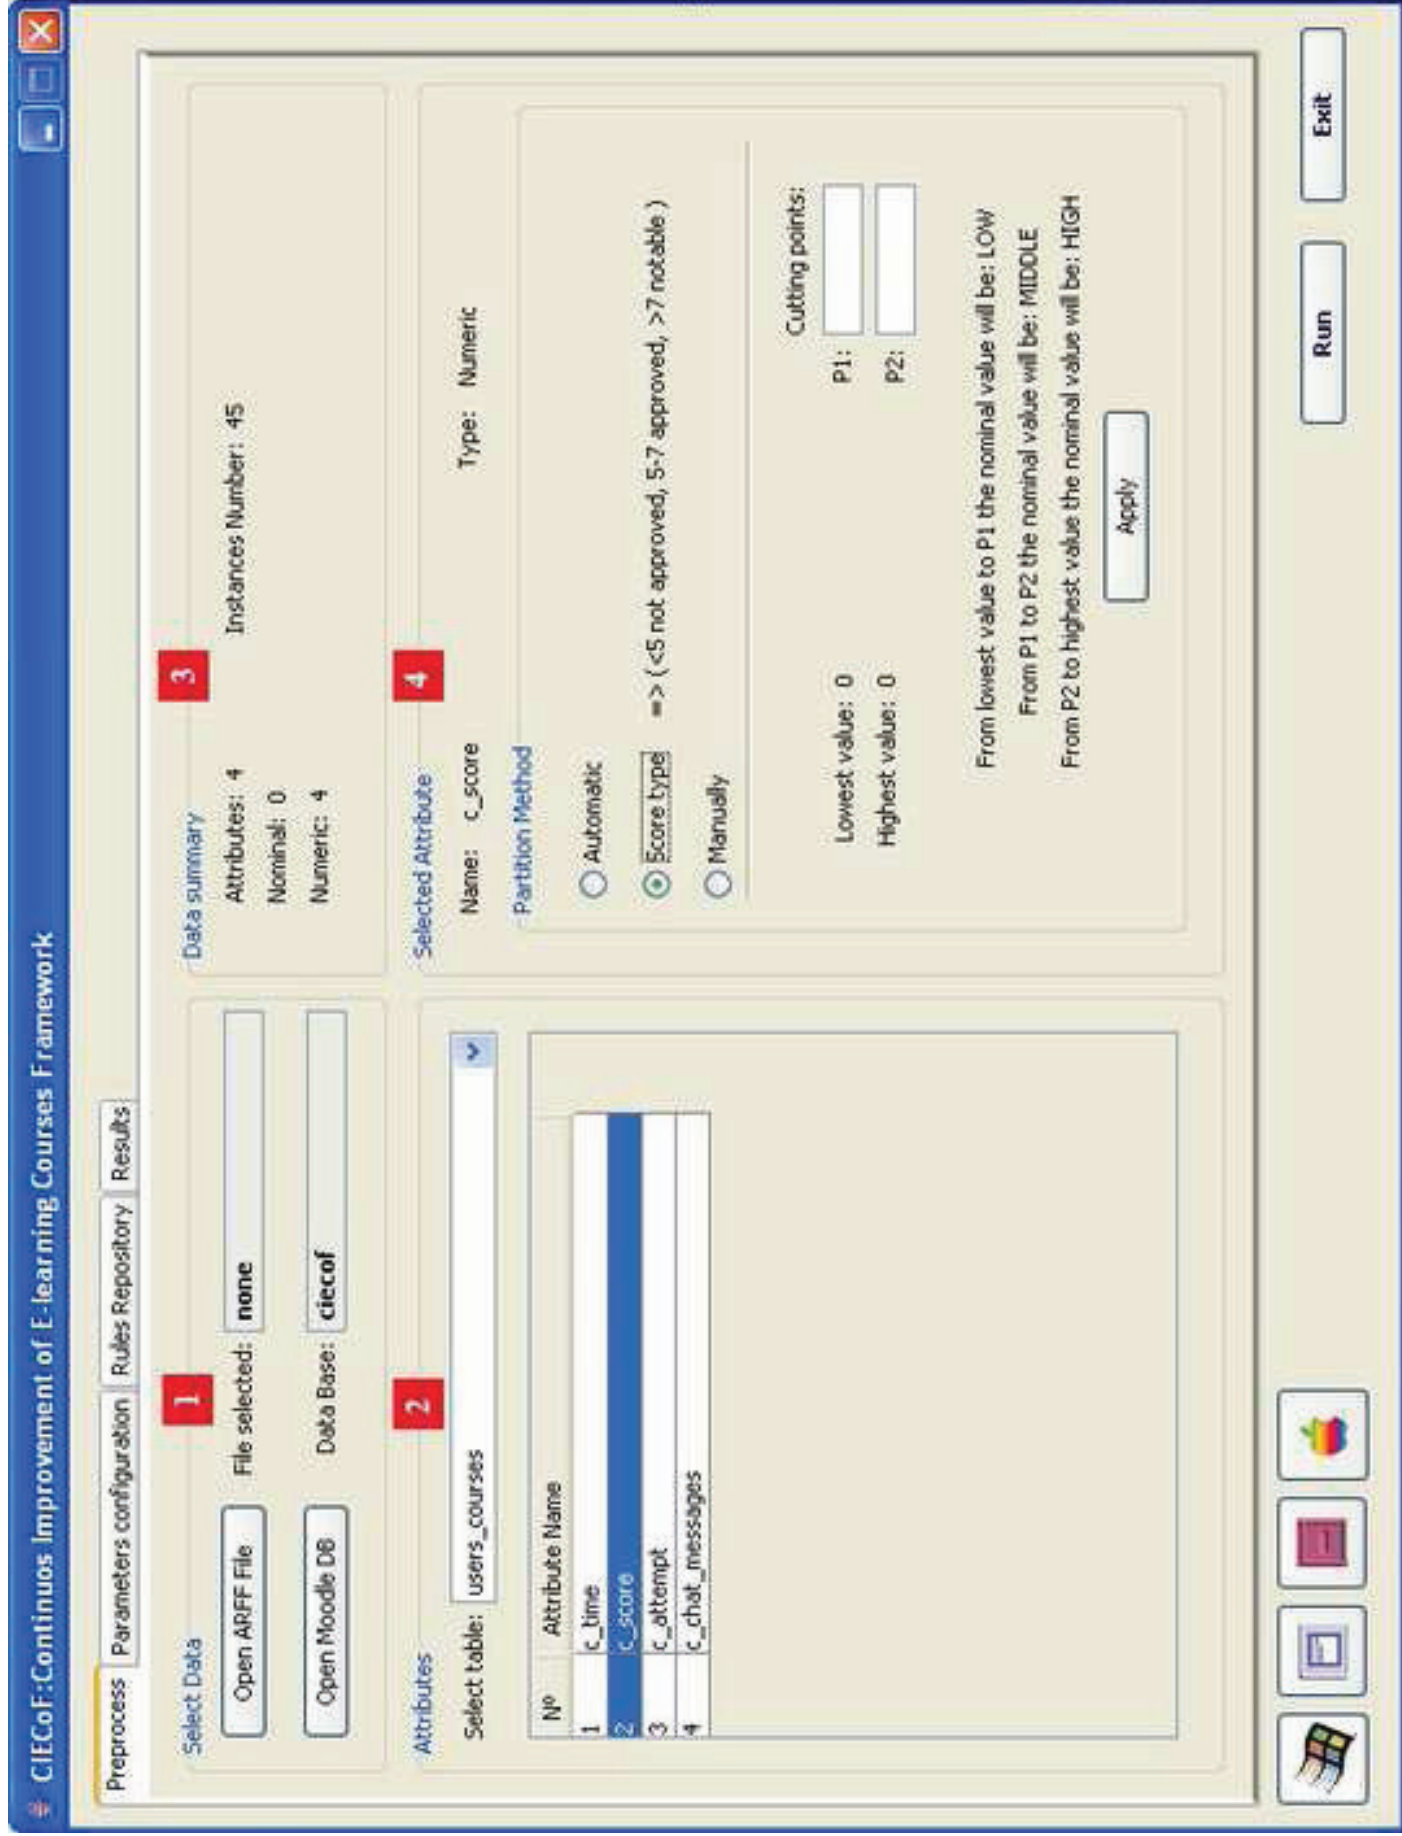 CIECoF:Continuos Improvement of E-learning Courses Framework
Preprocess Parameters configuration Rules Repository Results
Select Data
1
Open ARFF File File selected: none
Open Moodle DB Data Base: ciecof
Data summary
3
Attributes: 4 Instances Number: 45
Nominal: 0
Numeric: 4
Attributes
2
Select table: users_courses
Nº Attribute Name
1 c_time
2 c_score
3 c_attempt
4 c_chat_messages
Selected Attribute
4
Name: c_score Type: Numeric
Partition Method
Automatic
Score type => ( <5 not approved, 5-7 approved, >7 notable )
Manually
Cutting points:
Lowest value: 0 P1:
Highest value: 0 P2:
From lowest value to P1 the nominal value will be: LOW
From P1 to P2 the nominal value will be: MIDDLE
From P2 to highest value the nominal value will be: HIGH
Apply
Run Exit